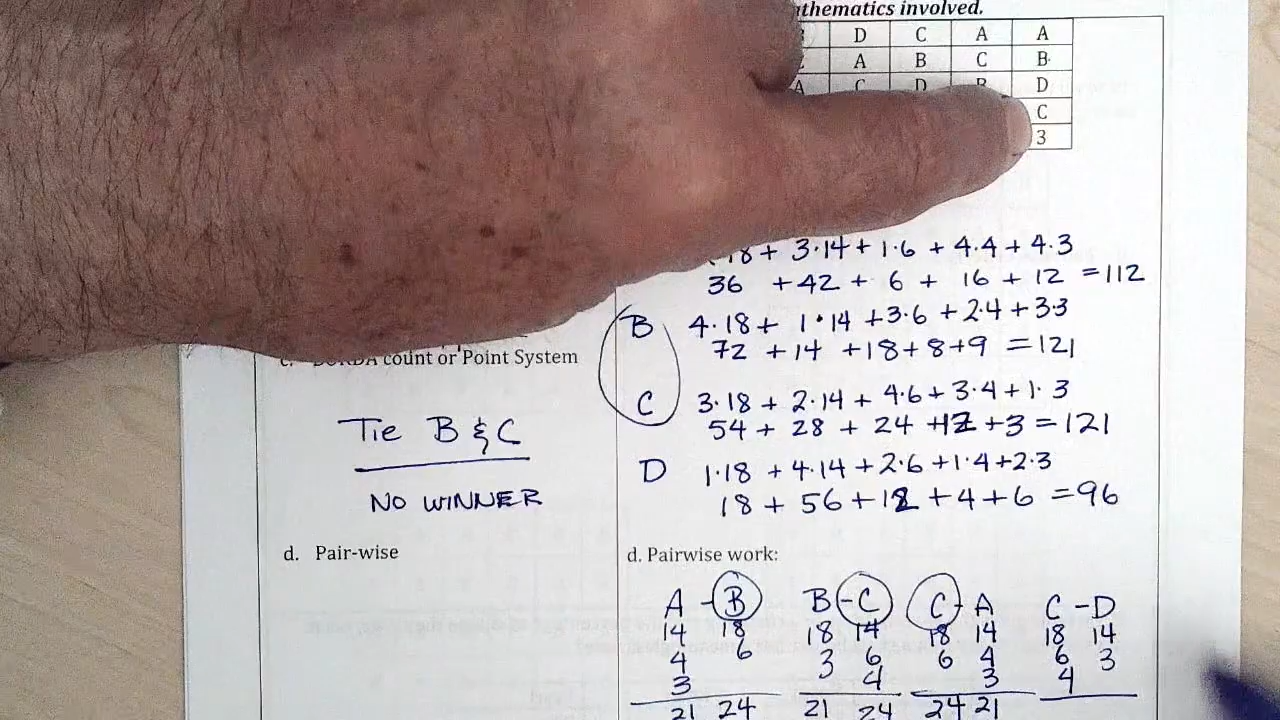 mathematics involved.
D C A A
A B C B
A C D B D
C
3
18 + 3·14 + 1·6 + 4·4 + 4·3
36 + 42 + 6 + 16 + 12 = 112
B 4·18 + 1·14 + 3·6 + 2·4 + 3·3
72 + 14 + 18 + 8 + 9 = 121
c. BORDA count or Point System
C 3·18 + 2·14 + 4·6 + 3·4 + 1·3
Tie B & C
54 + 28 + 24 + 12 + 3 = 121
D 1·18 + 4·14 + 2·6 + 1·4 + 2·3
NO WINNER
18 + 56 + 12 + 4 + 6 = 96
d. Pair-wise
d. Pairwise work:
A - B B - C C - A C - D
14 18 18 14 18 14 18 14
4 6 3 6 6 4 6 3
3 4 3 4
21 24 21 24 24 21